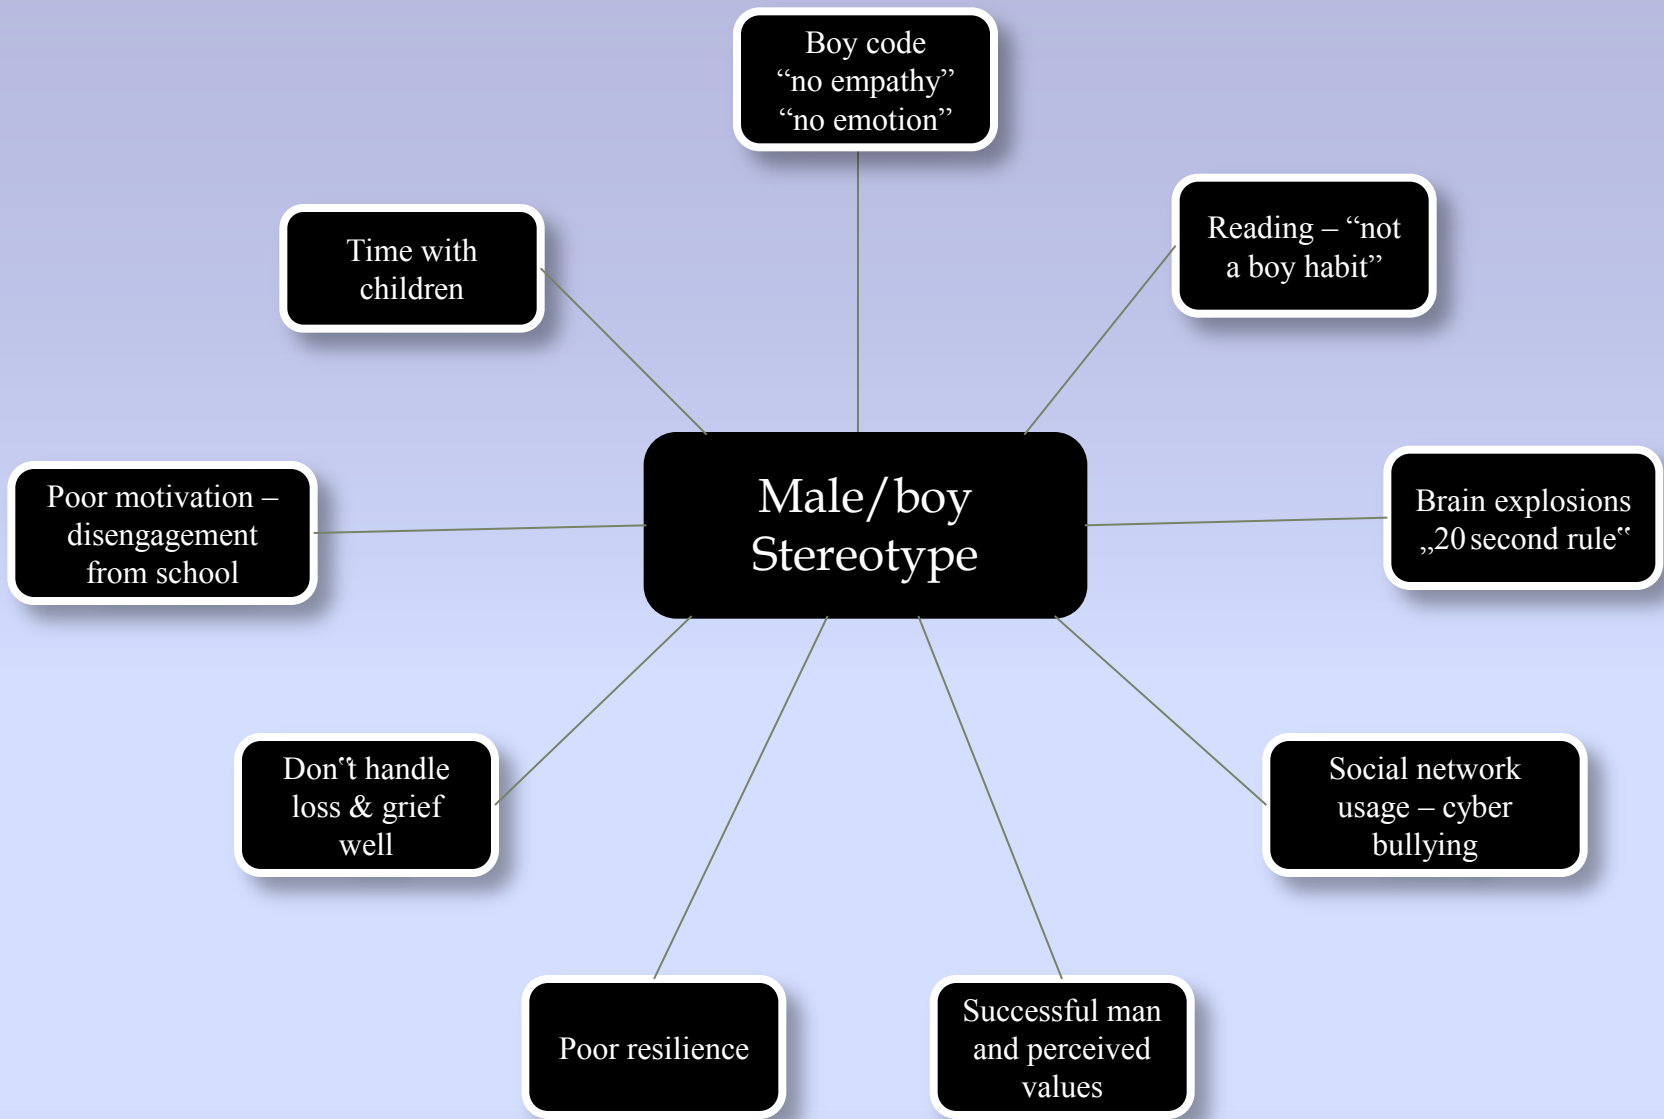 Boy code
“no empathy”
“no emotion”
Time with
children
Reading – “not
a boy habit”
Male/boy
Stereotype
Poor motivation –
disengagement
from school
Brain explosions
„20 second rule‟
Don‟t handle
loss & grief
well
Social network
usage – cyber
bullying
Poor resilience
Successful man
and perceived
values